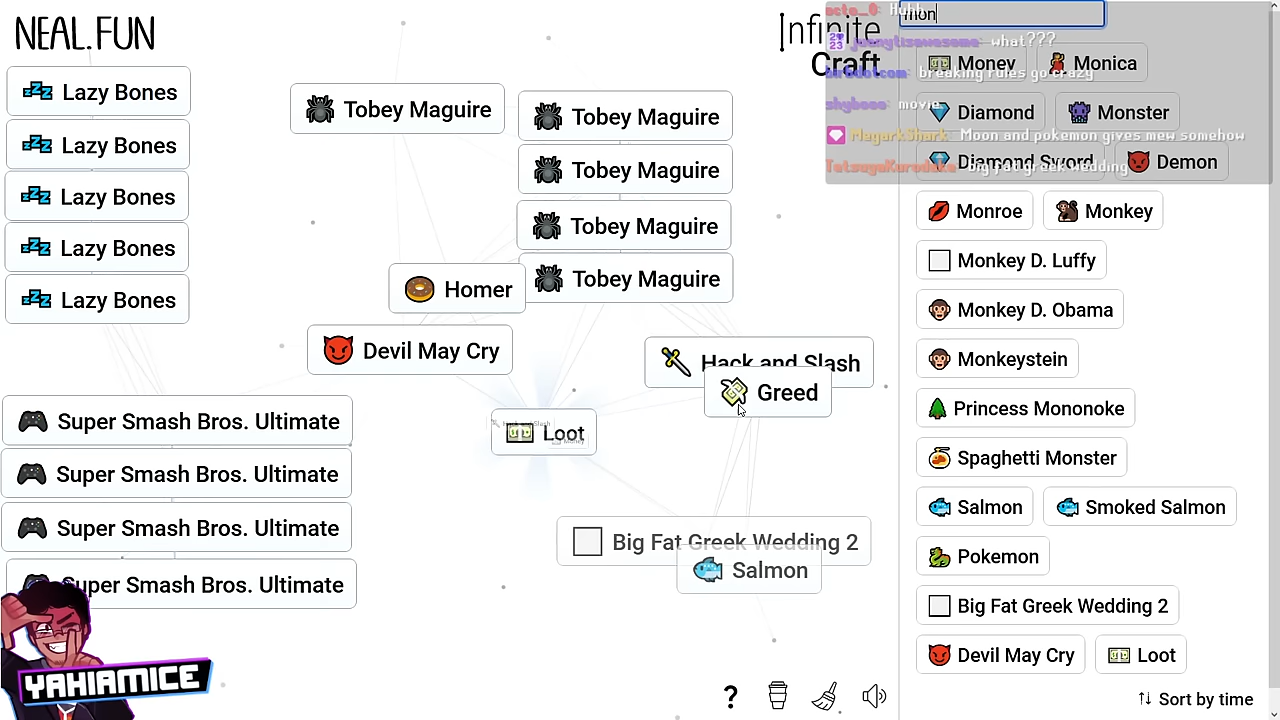 NEAL.FUN
Infinite
Craft
Lazy Bones
Lazy Bones
Lazy Bones
Lazy Bones
Lazy Bones
Tobey Maguire
Tobey Maguire
Tobey Maguire
Tobey Maguire
Tobey Maguire
Homer
Devil May Cry
Hack and Slash
Greed
Loot
Super Smash Bros. Ultimate
Super Smash Bros. Ultimate
Super Smash Bros. Ultimate
Super Smash Bros. Ultimate
Big Fat Greek Wedding 2
Salmon
YAHIAMICE
mon
what???
breaking rules go crazy
shybooo: movie
MagarkShark: Moon and pokemon gives mew somehow
big fat greek wedding
Money
Monica
Diamond
Monster
Diamond Sword
Demon
Monroe
Monkey
Monkey D. Luffy
Monkey D. Obama
Monkeystein
Princess Mononoke
Spaghetti Monster
Salmon
Smoked Salmon
Pokemon
Big Fat Greek Wedding 2
Devil May Cry
Loot
?
Sort by time